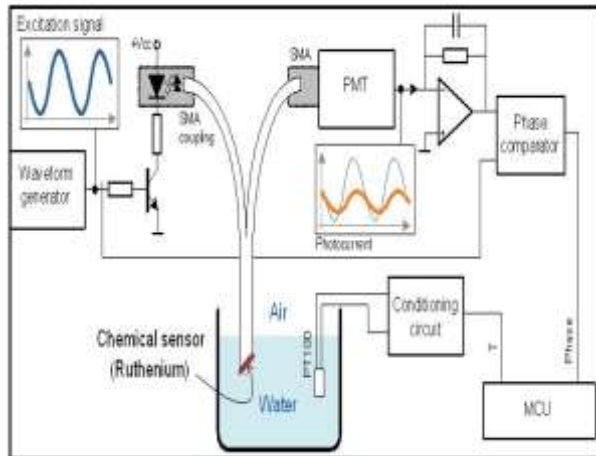 Excitation signal
+Vcc
SMA
coupling
SMA
PMT
Phase
comparator
Waveform
generator
Photocurrent
Air
Conditioning
circuit
PT100
Chemical sensor
(Ruthenium)
Water
T
Phase
MCU